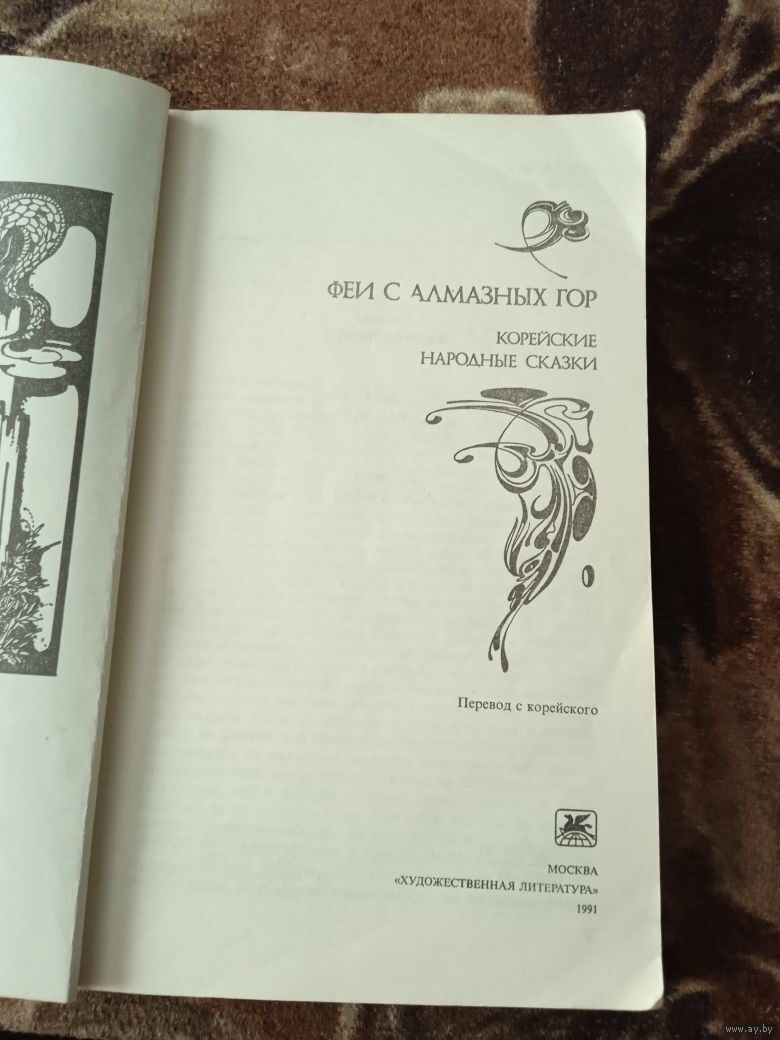 ФЕИ С АЛМАЗНЫХ ГОР
КОРЕЙСКИЕ
НАРОДНЫЕ СКАЗКИ
Перевод с корейского
МОСКВА
«ХУДОЖЕСТВЕННАЯ ЛИТЕРАТУРА»
1991
www.ay.by